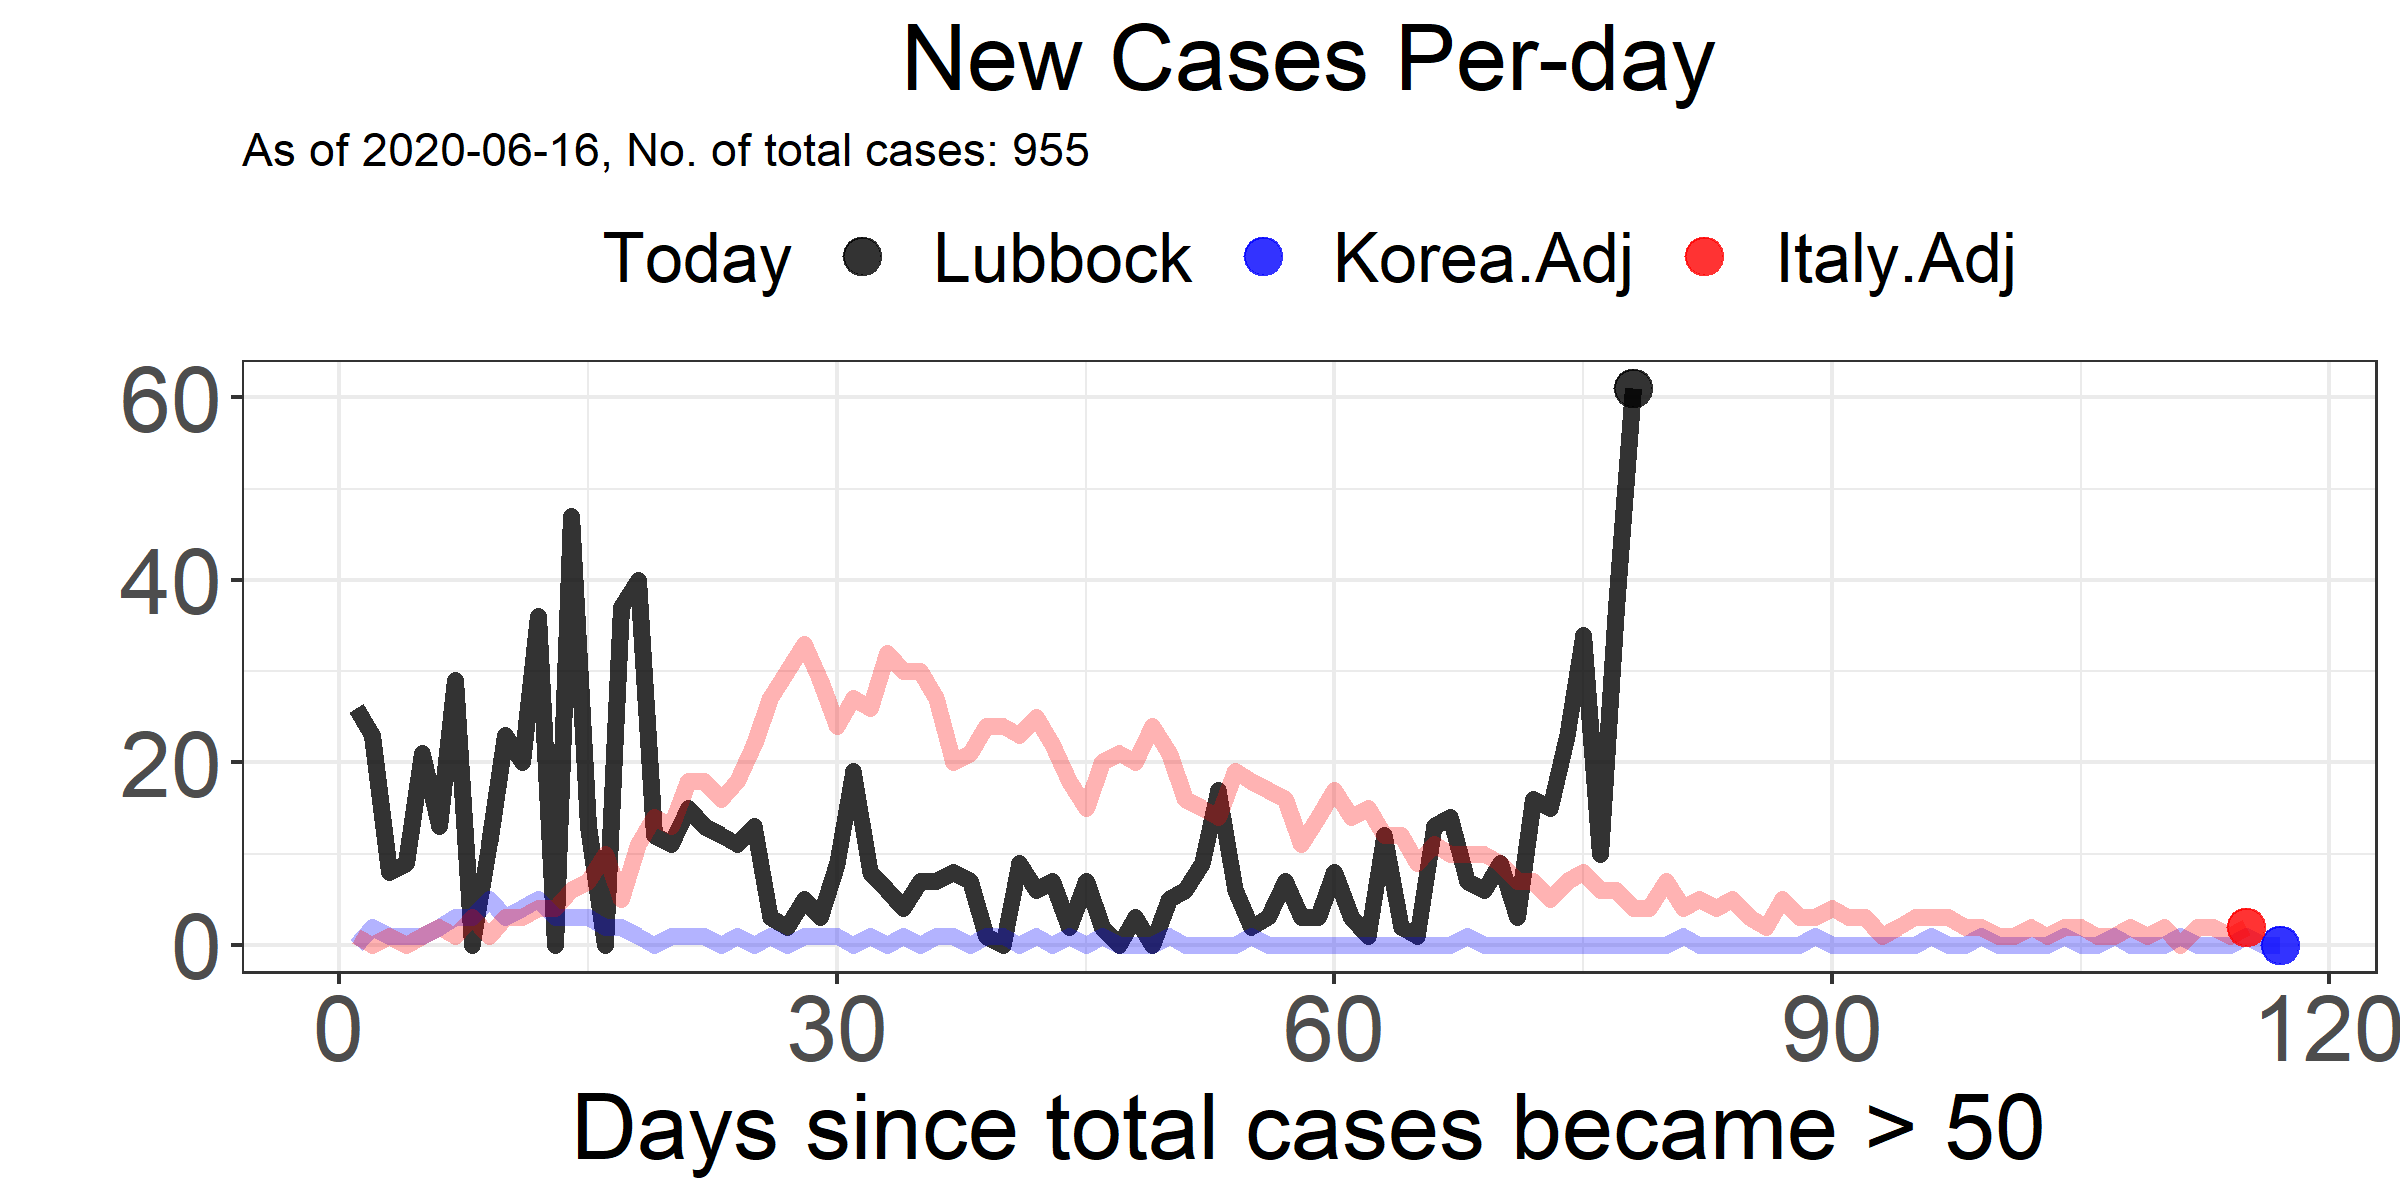 New Cases Per-day
As of 2020-06-16, No. of total cases: 955
Today Lubbock Korea.Adj Italy.Adj
60
40
20
0
0 30 60 90 120
Days since total cases became > 50